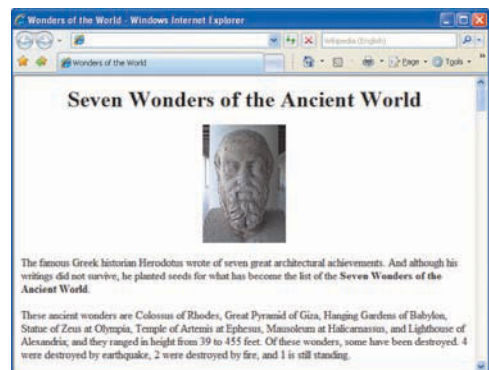 Wonders of the World - Windows Internet Explorer
Wikipedia (English)
Wonders of the World
Page
Tools
Seven Wonders of the Ancient World
The famous Greek historian Herodotus wrote of seven great architectural achievements. And although his
writings did not survive, he planted seeds for what has become the list of the Seven Wonders of the
Ancient World.
These ancient wonders are Colossus of Rhodes, Great Pyramid of Giza, Hanging Gardens of Babylon,
Statue of Zeus at Olympia, Temple of Artemis at Ephesus, Mausoleum at Halicarnassus, and Lighthouse of
Alexandria; and they ranged in height from 39 to 455 feet. Of these wonders, some have been destroyed. 4
were destroyed by earthquake, 2 were destroyed by fire, and 1 is still standing.